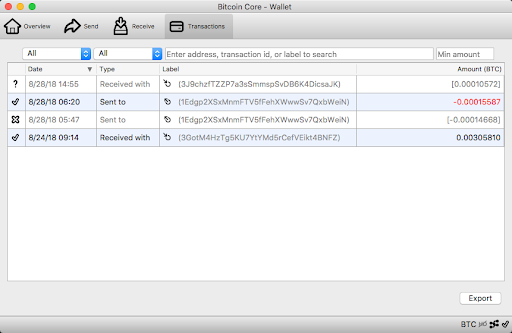 Bitcoin Core - Wallet
Overview Send Receive Transactions
All All Enter address, transaction id, or label to search Min amount
Date Type Label Amount (BTC)
? 8/28/18 14:55 Received with (3J9chzfTZZP7a3sSmmspSvDB6K4DicsaJK) [0.00010572]
8/28/18 06:20 Sent to (1Edgp2XSxMnmFTV5fFehXWwwSv7QxbWeiN) -0.00015587
8/28/18 05:47 Sent to (1Edgp2XSxMnmFTV5fFehXWwwSv7QxbWeiN) [-0.00014668]
8/24/18 09:14 Received with (3GotM4HzTg5KU7YtYMd5rCefVEikt4BNFZ) 0.00305810
Export
BTC